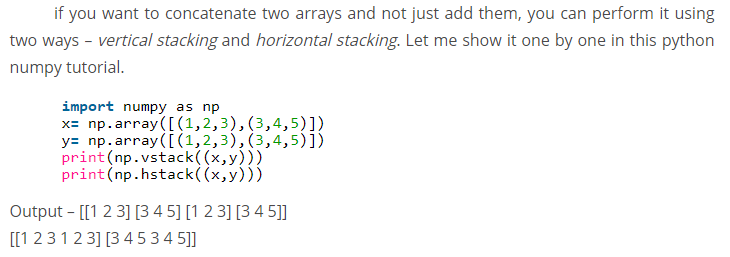 if you want to concatenate two arrays and not just add them, you can perform it using
two ways – vertical stacking and horizontal stacking. Let me show it one by one in this python
numpy tutorial.
import numpy as np
x= np.array([(1,2,3),(3,4,5)])
y= np.array([(1,2,3),(3,4,5)])
print(np.vstack((x,y)))
print(np.hstack((x,y)))
Output – [[1 2 3] [3 4 5] [1 2 3] [3 4 5]]
[[1 2 3 1 2 3] [3 4 5 3 4 5]]